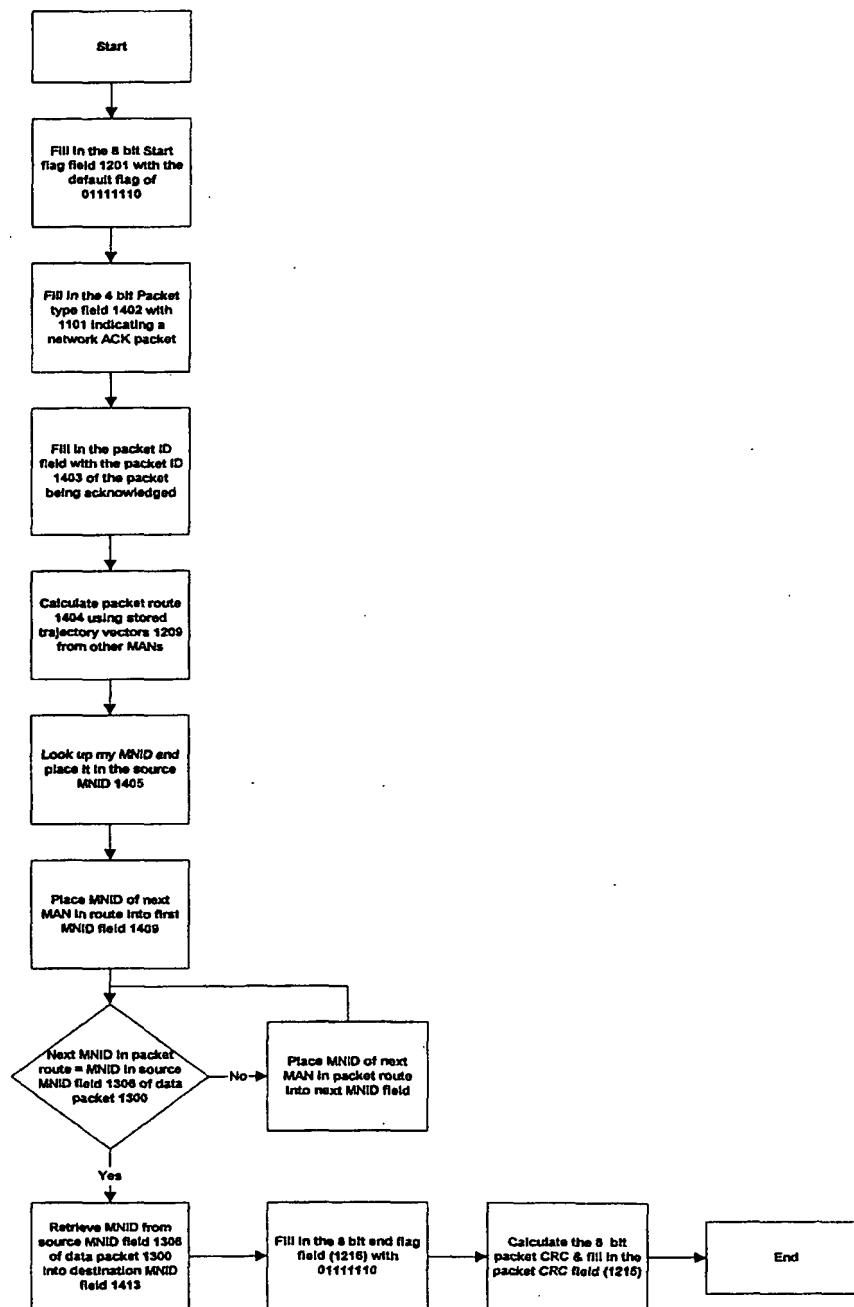 Start
Fill in the 8 bit Start
flag field 1201 with the
default flag of
01111110
Fill in the 4 bit Packet
type field 1402 with
1101 indicating a
network ACK packet
Fill in the packet ID
field with the packet ID
1403 of the packet
being acknowledged
Calculate packet route
1404 using stored
trajectory vectors 1209
from other MANs
Look up my MNID and
place it in the source
MNID 1405
Place MNID of next
MAN in route into first
MNID field 1409
Next MNID in packet
route = MNID in source
MNID field 1306 of data
packet 1300
No
Place MNID of next
MAN in packet route
into next MNID field
Yes
Retrieve MNID from
source MNID field 1306
of data packet 1300
into destination MNID
field 1413
Fill in the 8 bit end flag
field (1216) with
01111110
Calculate the 8 bit
packet CRC & fill in the
packet CRC field (1215)
End